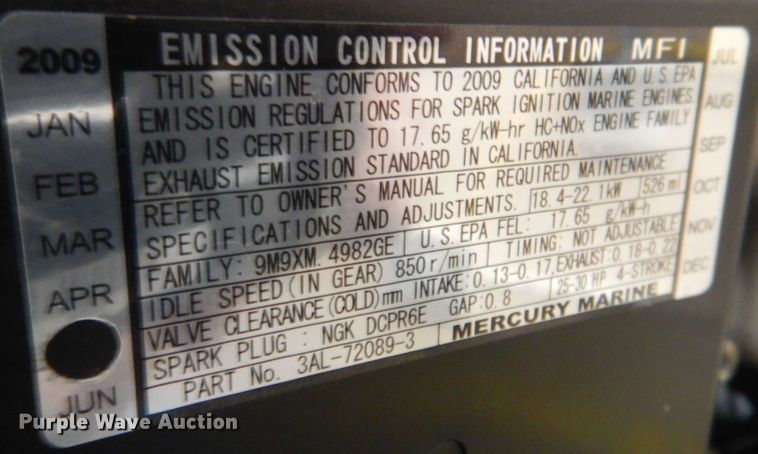 2009
JAN
FEB
MAR
APR
JUN
EMISSION CONTROL INFORMATION MFI
THIS ENGINE CONFORMS TO 2009 CALIFORNIA AND U.S.EPA
EMISSION REGULATIONS FOR SPARK IGNITION MARINE ENGINES
AND IS CERTIFIED TO 17.65 g/kW-hr HC+NOx ENGINE FAMILY
EXHAUST EMISSION STANDARD IN CALIFORNIA.
REFER TO OWNER'S MANUAL FOR REQUIRED MAINTENANCE
SPECIFICATIONS AND ADJUSTMENTS. 18.4-22.1kW 526 ml
FAMILY: 9M9XM. 4982GE U.S.EPA FEL: 17.65 g/kW-h
IDLE SPEED(IN GEAR) 850r/min TIMING: NOT ADJUSTABLE
VALVE CLEARANCE(COLD)mm INTAKE:0.13-0.17,EXHAUST:0.18-0.22
SPARK PLUG : NGK DCPR6E GAP:0.8 25-30 HP 4-STROKE
PART No. 3AL-72089-3 MERCURY MARINE
JUL
AUG
SEP
OCT
NOV
DEC
Purple Wave Auction